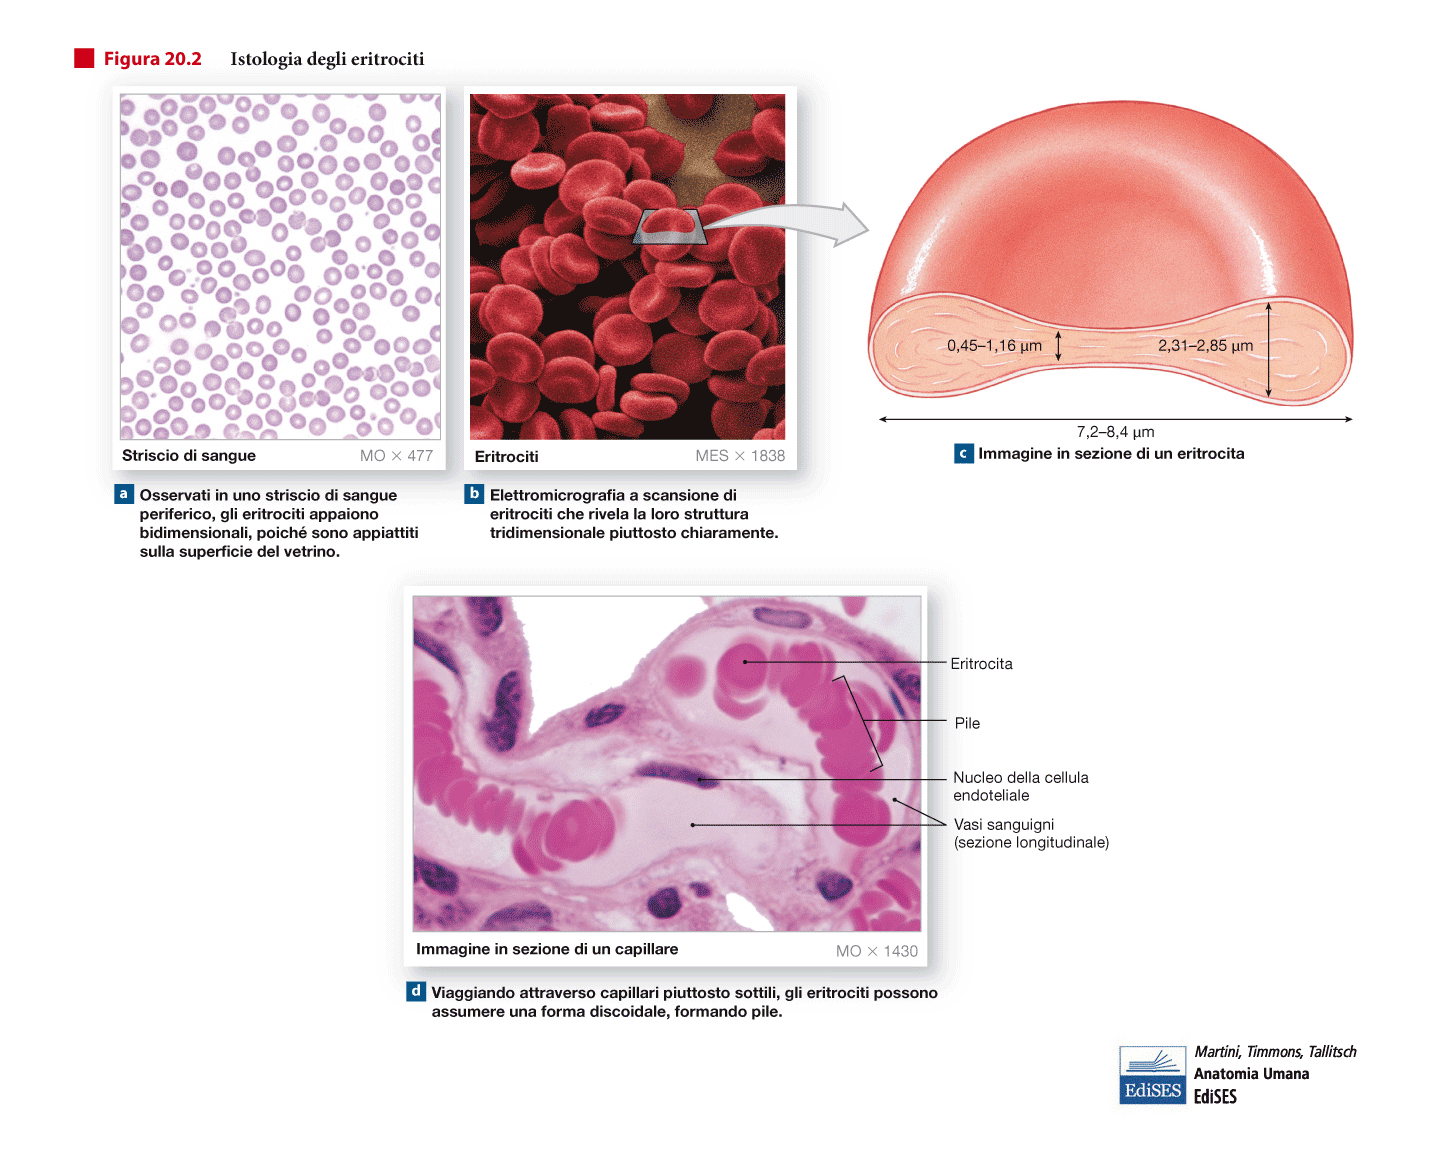 Figura 20.2 Istologia degli eritrociti
Striscio di sangue MO × 477
Eritrociti MES × 1838
0,45–1,16 µm
2,31–2,85 µm
7,2–8,4 µm
c Immagine in sezione di un eritrocita
a Osservati in uno striscio di sangue
periferico, gli eritrociti appaiono
bidimensionali, poiché sono appiattiti
sulla superficie del vetrino.
b Elettromicrografia a scansione di
eritrociti che rivela la loro struttura
tridimensionale piuttosto chiaramente.
Eritrocita
Pile
Nucleo della cellula
endoteliale
Vasi sanguigni
(sezione longitudinale)
Immagine in sezione di un capillare MO × 1430
d Viaggiando attraverso capillari piuttosto sottili, gli eritrociti possono
assumere una forma discoidale, formando pile.
Martini, Timmons, Tallitsch
Anatomia Umana
EdiSES
EdiSES